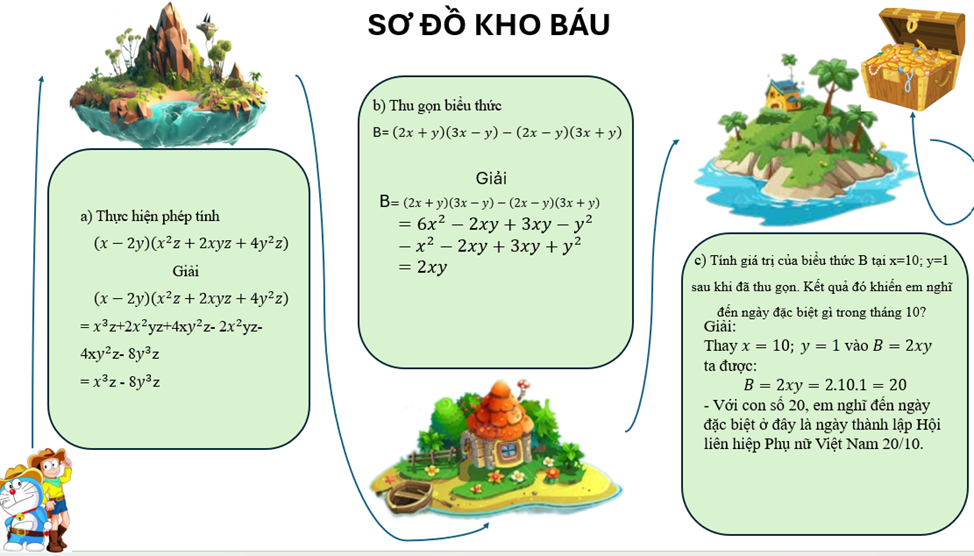 SƠ ĐỒ KHO BÁU
a) Thực hiện phép tính
(x − 2y)(x²z + 2xyz + 4y²z)
Giải
(x − 2y)(x²z + 2xyz + 4y²z)
= x³z+2x²yz+4xy²z- 2x²yz-
4xy²z- 8y³z
= x³z - 8y³z
b) Thu gọn biểu thức
B= (2x + y)(3x − y) − (2x − y)(3x + y)
Giải
B= (2x + y)(3x − y) − (2x − y)(3x + y)
= 6x² − 2xy + 3xy − y²
− x² − 2xy + 3xy + y²
= 2xy
c) Tính giá trị của biểu thức B tại x=10; y=1
sau khi đã thu gọn. Kết quả đó khiến em nghĩ
đến ngày đặc biệt gì trong tháng 10?
Giải:
Thay x = 10; y = 1 vào B = 2xy
ta được:
B = 2xy = 2.10.1 = 20
- Với con số 20, em nghĩ đến ngày
đặc biệt ở đây là ngày thành lập Hội
liên hiệp Phụ nữ Việt Nam 20/10.